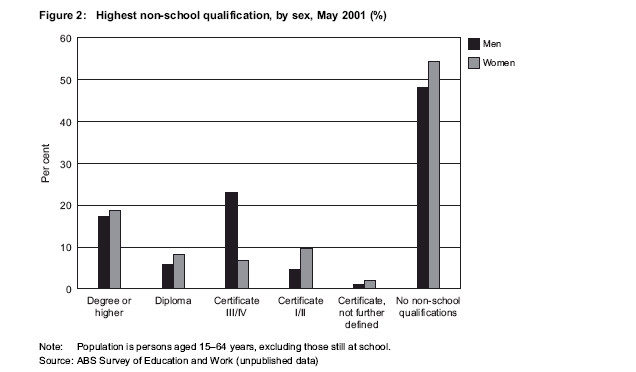 Figure 2: Highest non-school qualification, by sex, May 2001 (%)
60
50
40
30
20
10
0
Per cent
Men
Women
Degree or
higher
Diploma
Certificate
III/IV
Certificate
I/II
Certificate,
not further
defined
No non-school
qualifications
Note: Population is persons aged 15–64 years, excluding those still at school.
Source: ABS Survey of Education and Work (unpublished data)